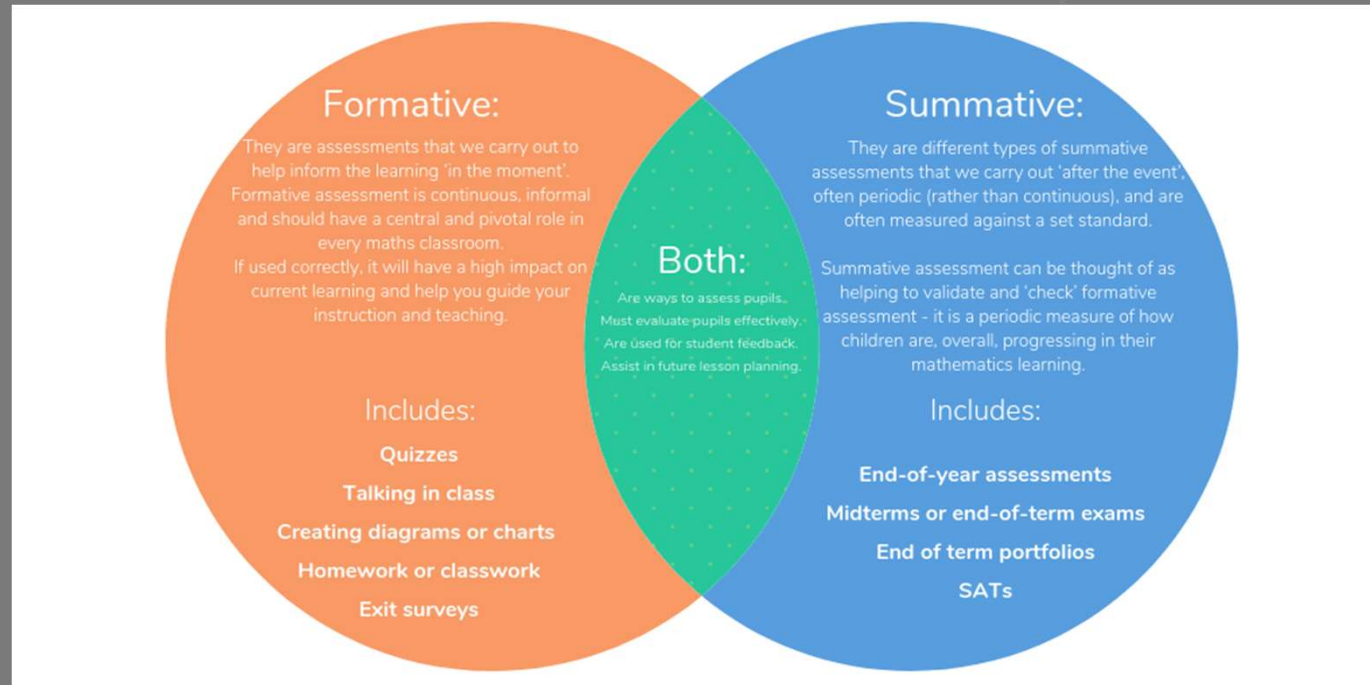 Formative:
They are assessments that we carry out to
help inform the learning 'in the moment'.
Formative assessment is continuous, informal
and should have a central and pivotal role in
every maths classroom.
If used correctly, it will have a high impact on
current learning and help you guide your
instruction and teaching.
Includes:
Quizzes
Talking in class
Creating diagrams or charts
Homework or classwork
Exit surveys
Both:
Are ways to assess pupils.
Must evaluate pupils effectively.
Are used for student feedback.
Assist in future lesson planning.
Summative:
They are different types of summative
assessments that we carry out 'after the event',
often periodic (rather than continuous), and are
often measured against a set standard.
Summative assessment can be thought of as
helping to validate and 'check' formative
assessment - it is a periodic measure of how
children are, overall, progressing in their
mathematics learning.
Includes:
End-of-year assessments
Midterms or end-of-term exams
End of term portfolios
SATs